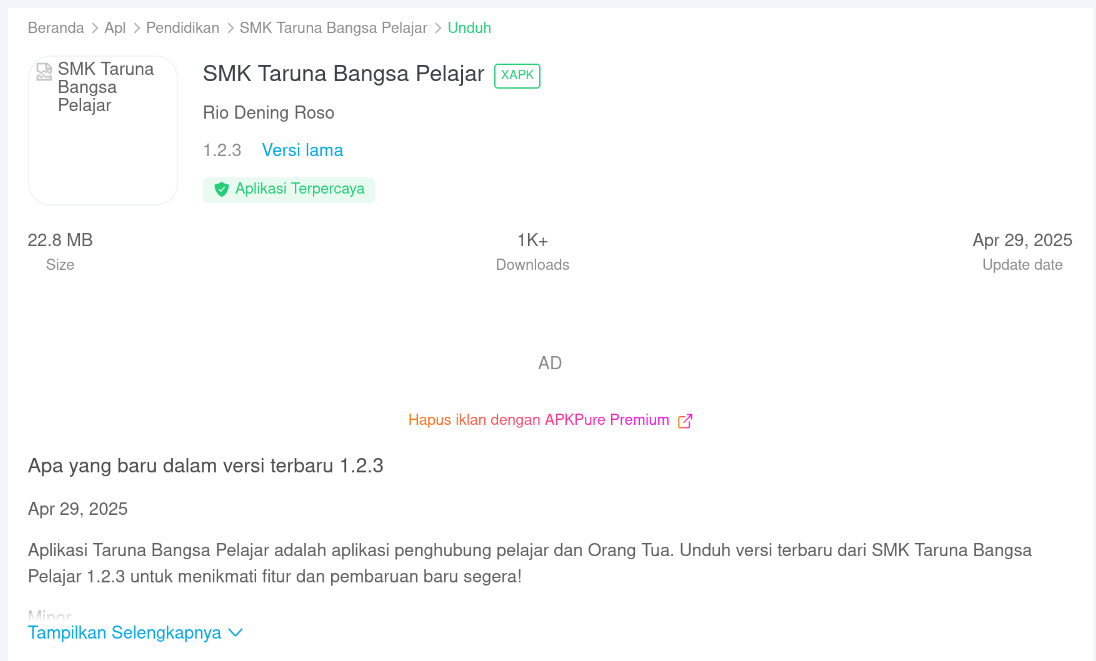 Beranda > Apl > Pendidikan > SMK Taruna Bangsa Pelajar > Unduh
SMK Taruna
Bangsa
Pelajar
SMK Taruna Bangsa Pelajar XAPK
Rio Dening Roso
1.2.3 Versi lama
Aplikasi Terpercaya
22.8 MB
Size
1K+
Downloads
Apr 29, 2025
Update date
AD
Hapus iklan dengan APKPure Premium
Apa yang baru dalam versi terbaru 1.2.3
Apr 29, 2025
Aplikasi Taruna Bangsa Pelajar adalah aplikasi penghubung pelajar dan Orang Tua. Unduh versi terbaru dari SMK Taruna Bangsa
Pelajar 1.2.3 untuk menikmati fitur dan pembaruan baru segera!
Minor
Tampilkan Selengkapnya